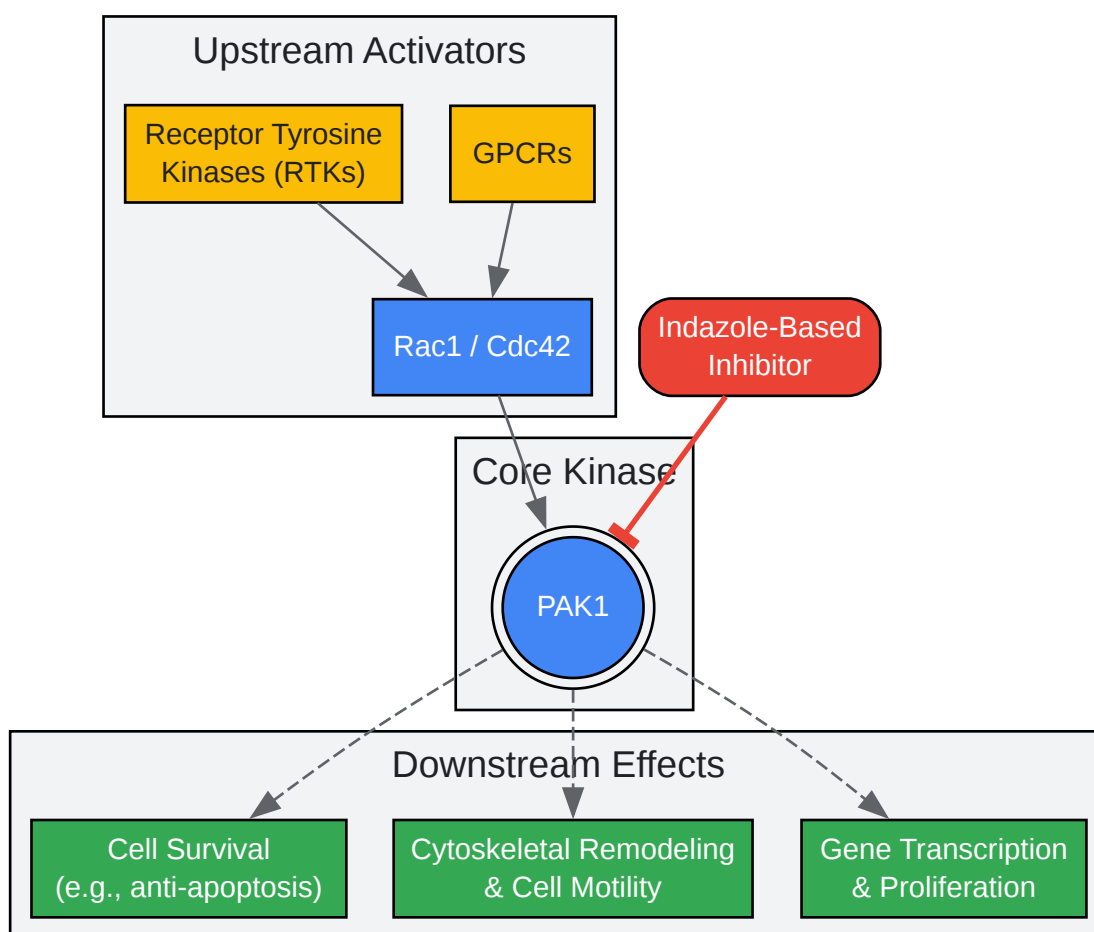 Upstream Activators
Receptor Tyrosine
Kinases (RTKs)
GPCRs
Rac1 / Cdc42
Indazole-Based
Inhibitor
Core Kinase
PAK1
Downstream Effects
Cell Survival
(e.g., anti-apoptosis)
Cytoskeletal Remodeling
& Cell Motility
Gene Transcription
& Proliferation